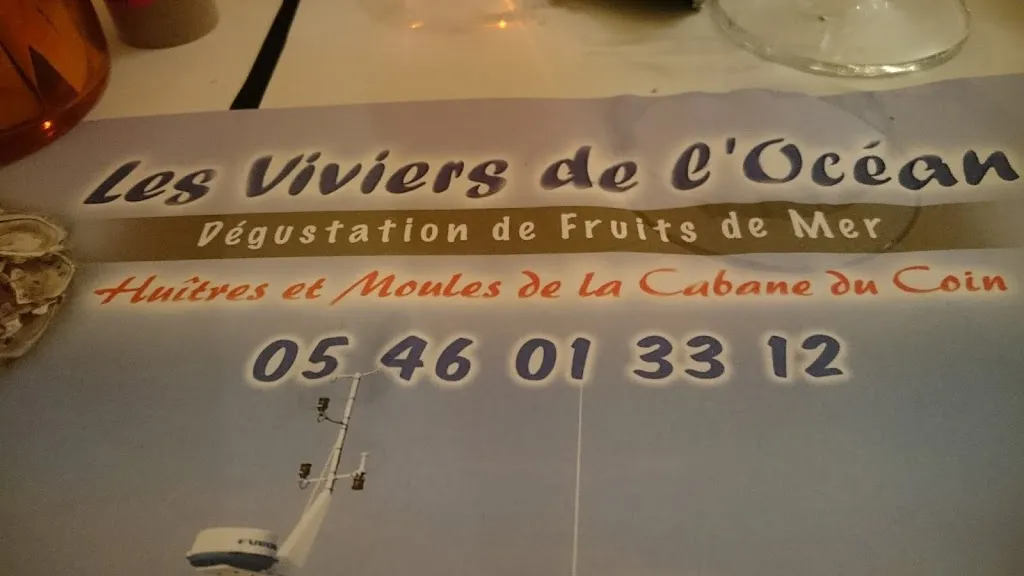 Les Viviers de l'Océan
Dégustation de Fruits de Mer
Huîtres et Moules de la Cabane du Coin
05 46 01 33 12